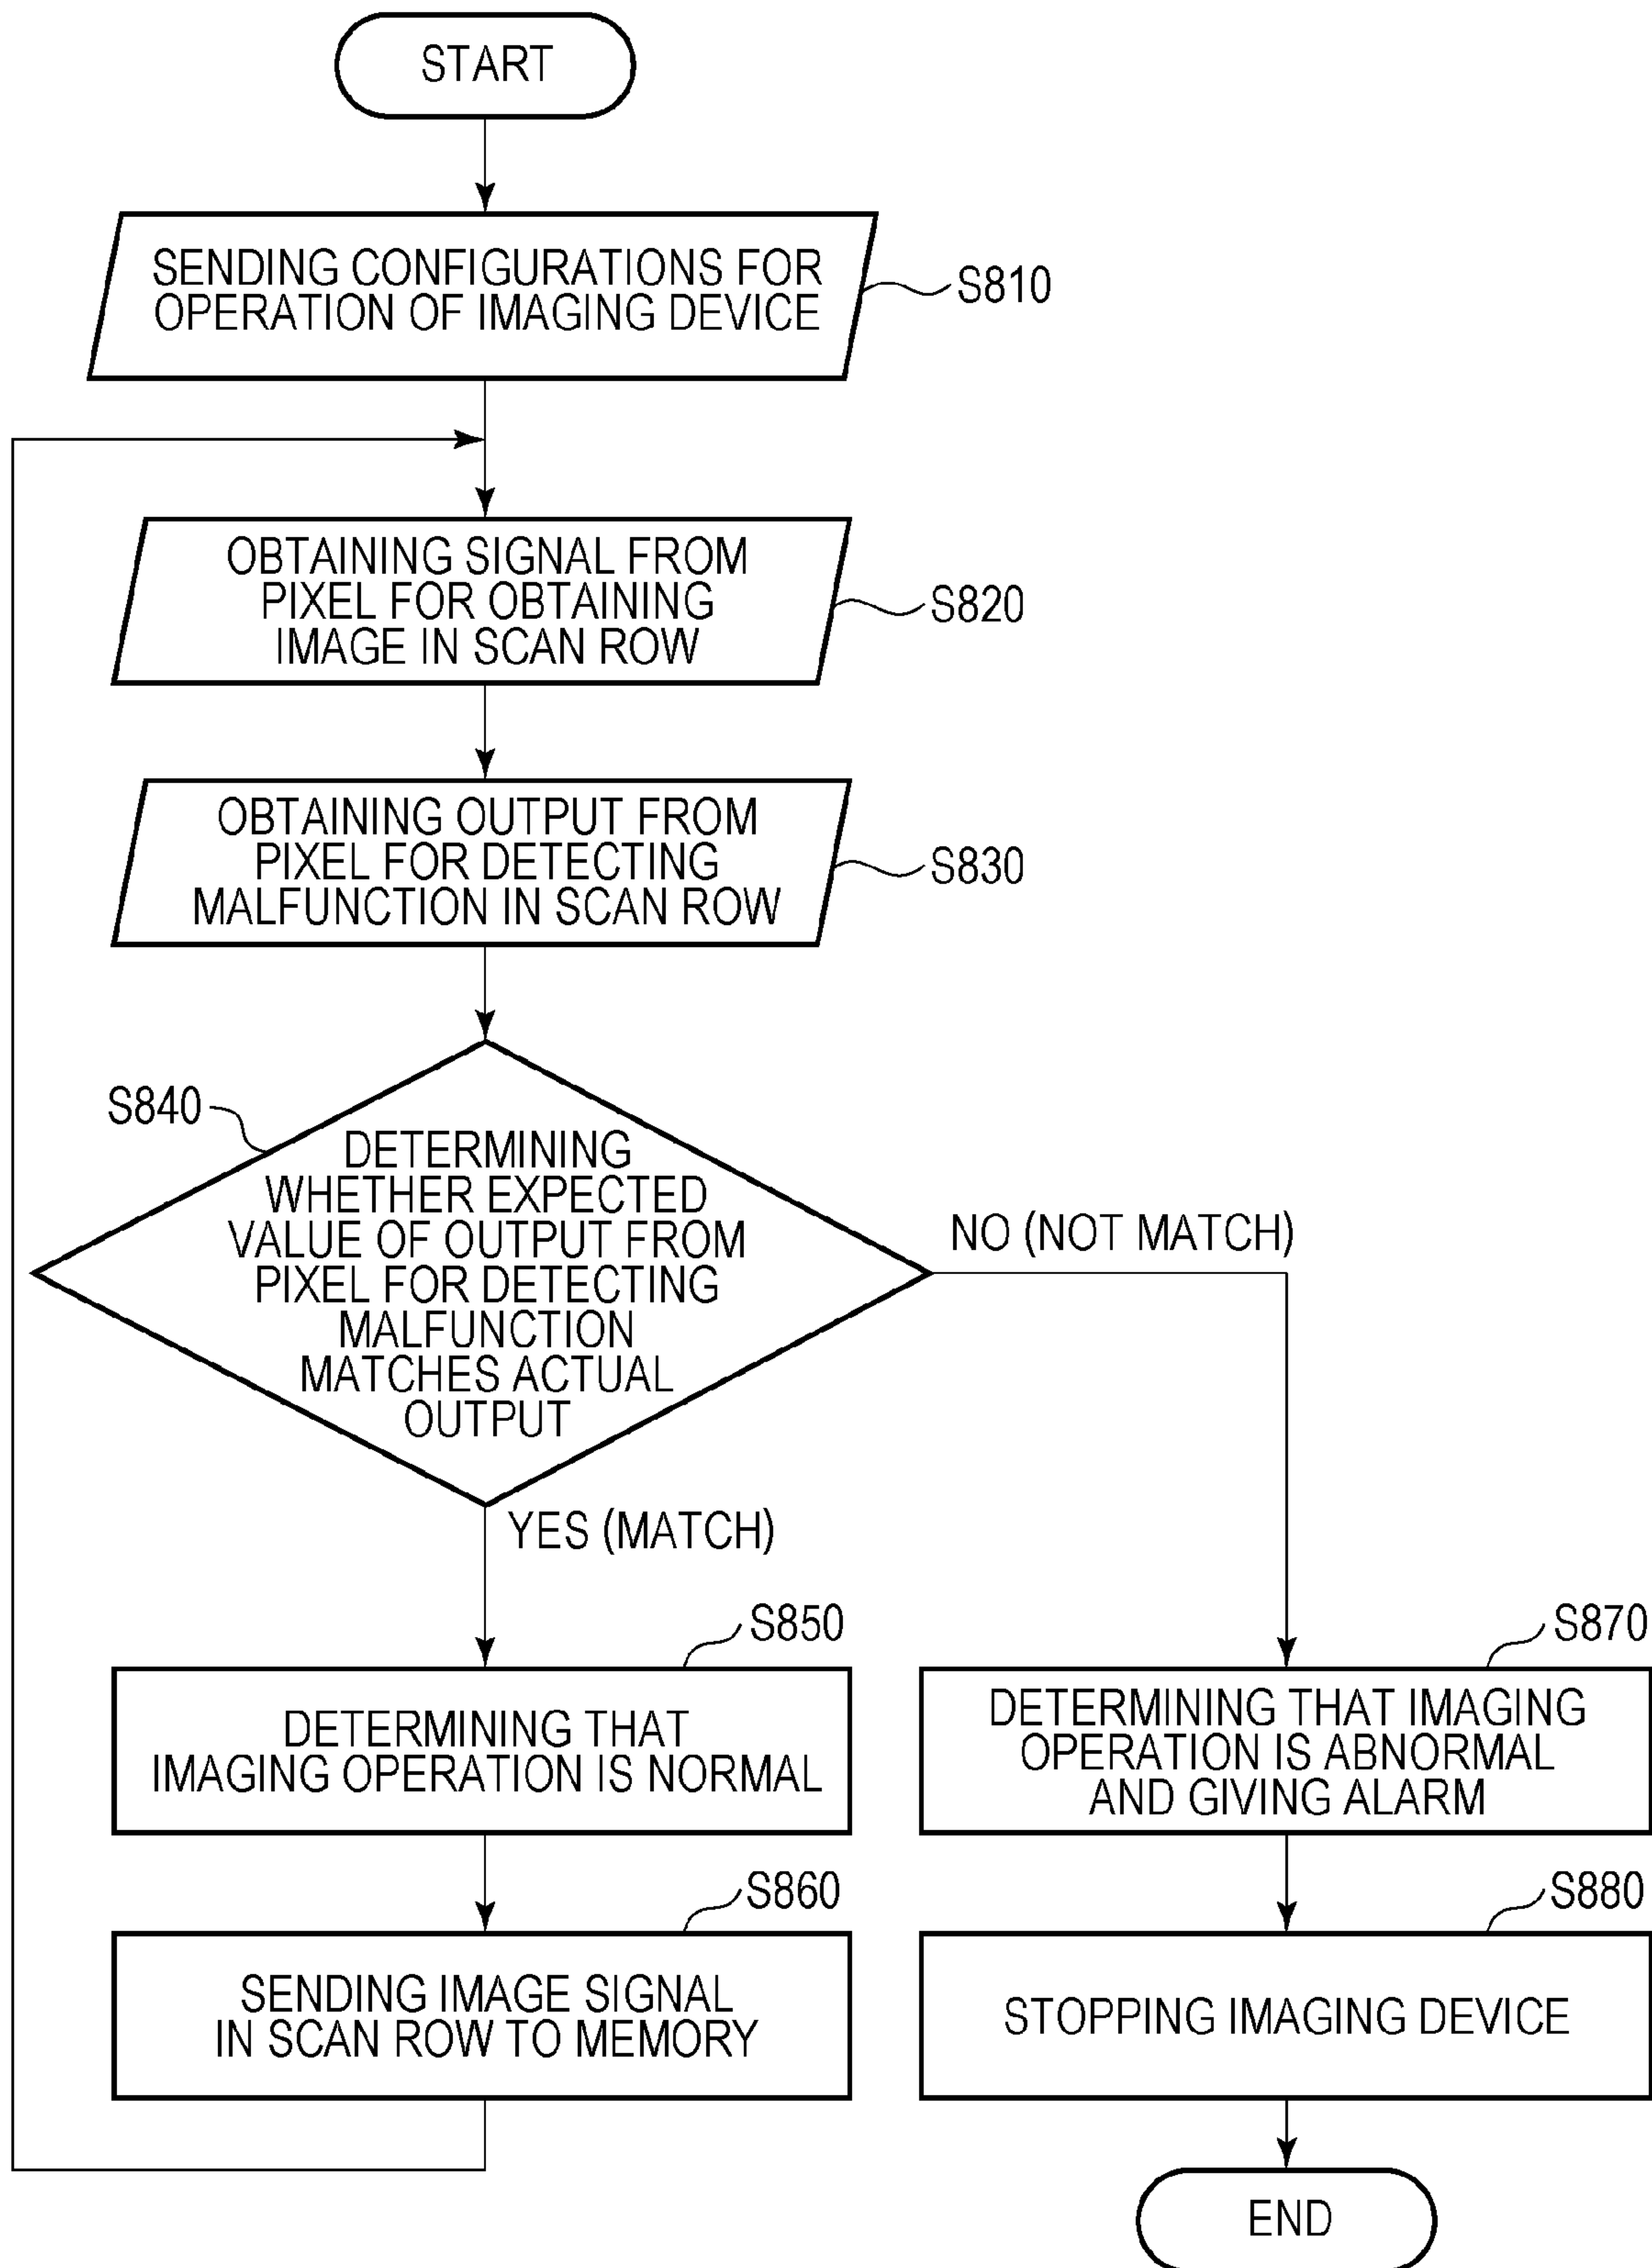 START
SENDING CONFIGURATIONS FOR
OPERATION OF IMAGING DEVICE
S810
OBTAINING SIGNAL FROM
PIXEL FOR OBTAINING
IMAGE IN SCAN ROW
S820
OBTAINING OUTPUT FROM
PIXEL FOR DETECTING
MALFUNCTION IN SCAN ROW
S830
S840
DETERMINING
WHETHER EXPECTED
VALUE OF OUTPUT FROM
PIXEL FOR DETECTING
MALFUNCTION
MATCHES ACTUAL
OUTPUT
NO (NOT MATCH)
YES (MATCH)
S850
DETERMINING THAT
IMAGING OPERATION IS NORMAL
S870
DETERMINING THAT IMAGING
OPERATION IS ABNORMAL
AND GIVING ALARM
S860
SENDING IMAGE SIGNAL
IN SCAN ROW TO MEMORY
S880
STOPPING IMAGING DEVICE
END